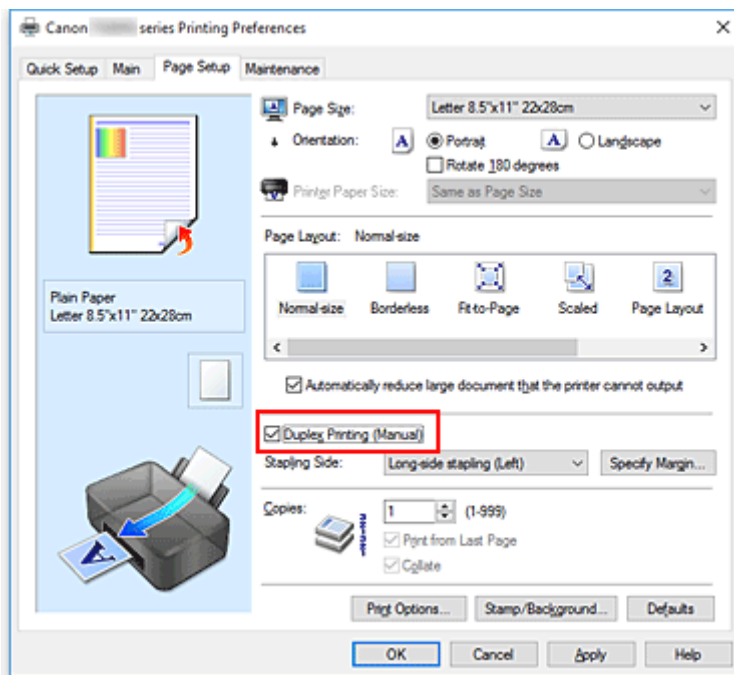 Canon series Printing Preferences
Quick Setup Main Page Setup Maintenance
Page Size: Letter 8.5"x11" 22x28cm
Orientation: A Portrait A Landscape
Rotate 180 degrees
Printer Paper Size: Same as Page Size
Page Layout: Normal-size
2
Normal-size Borderless Fit-to-Page Scaled Page Layout
Plain Paper
Letter 8.5"x11" 22x28cm
Automatically reduce large document that the printer cannot output
Duplex Printing (Manual)
Stapling Side: Long-side stapling (Left) Specify Margin...
Copies: 1 (1-999)
Print from Last Page
Collate
A
Print Options... Stamp/Background... Defaults
OK Cancel Apply Help